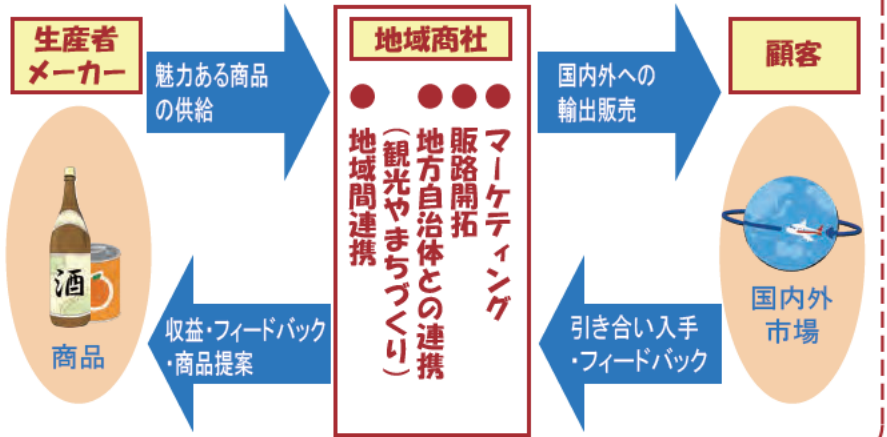 生産者
メーカー
魅力ある商品
の供給
地域商社
国内外への
輸出販売
顧客
●マーケティング
●販路開拓
●地方自治体との連携
(観光やまちづくり)
●地域間連携
酒
商品
収益・フィードバック
・商品提案
引き合い入手
・フィードバック
国内外
市場